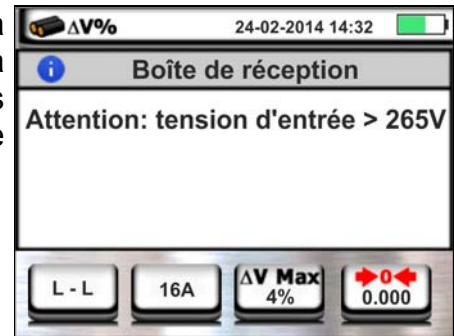 a
a
s
e
ΔV%
24-02-2014 14:32
Boîte de réception
Attention: tension d'entrée > 265V
L - L
16A
ΔV Max
4%
0
0.000